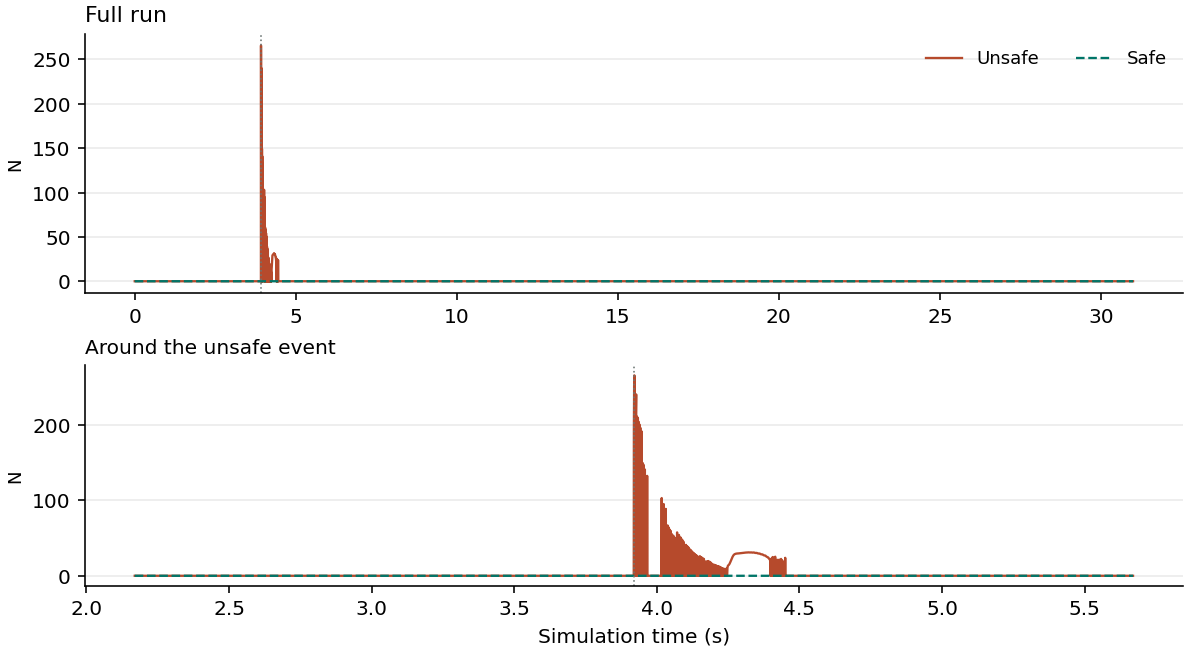 Full run
N
250
200
150
100
50
0
Unsafe
Safe
0 5 10 15 20 25 30
Around the unsafe event
N
200
100
0
2.0 2.5 3.0 3.5 4.0 4.5 5.0 5.5
Simulation time (s)